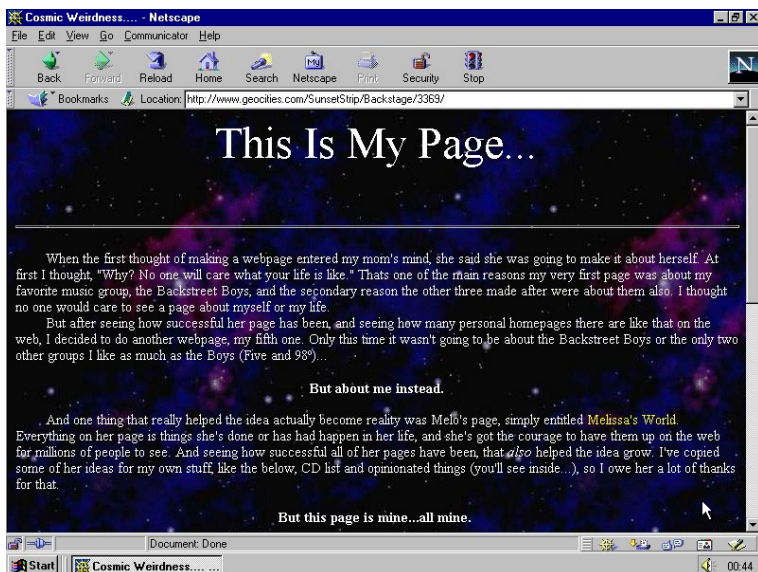 Cosmic Weirdness.... - Netscape
File Edit View Go Communicator Help
Back Forward Reload Home Search Netscape Print Security Stop
My
N
Bookmarks Location: http://www.geocities.com/SunsetStrip/Backstage/3369/
This Is My Page...
When the first thought of making a webpage entered my mom's mind, she said she was going to make it about herself. At
first I thought, "Why? No one will care what your life is like." Thats one of the main reasons my very first page was about my
favorite music group, the Backstreet Boys, and the secondary reason the other three made after were about them also. I thought
no one would care to see a page about myself or my life.
But after seeing how successful her page has been, and seeing how many personal homepages there are like that on the
web, I decided to do another webpage, my fifth one. Only this time it wasn't going to be about the Backstreet Boys or the only two
other groups I like as much as the Boys (Five and 98º)...
But about me instead.
And one thing that really helped the idea actually become reality was Melo's page, simply entitled Melissa's World.
Everything on her page is things she's done or has had happen in her life, and she's got the courage to have them up on the web
for millions of people to see. And seeing how successful all of her pages have been, that also helped the idea grow. I've copied
some of her ideas for my own stuff, like the below, CD list and opinionated things (you'll see inside...), so I owe her a lot of thanks
for that.
But this page is mine...all mine.
Document: Done
Start Cosmic Weirdness.... ... 00:44